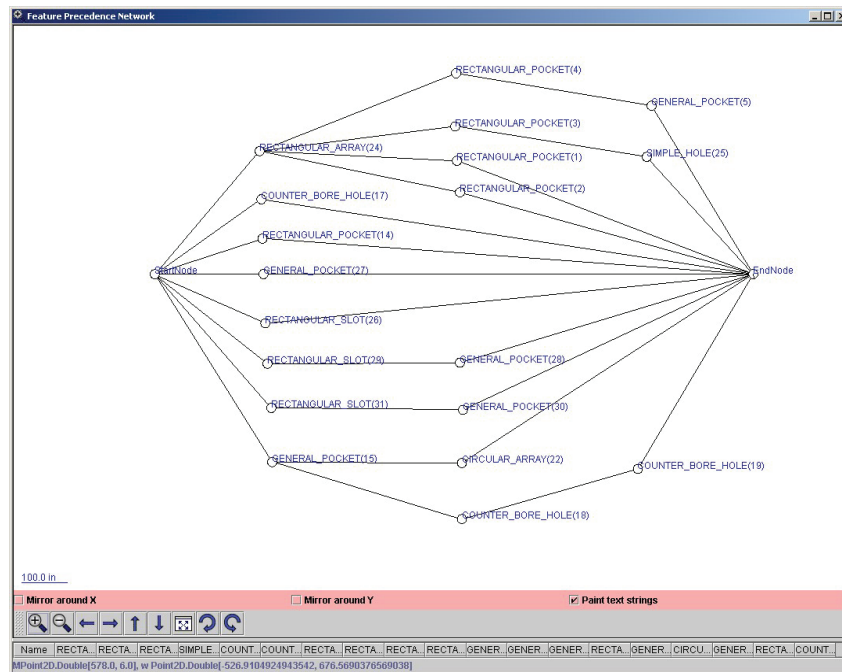 Feature Precedence Network
RECTANGULAR_POCKET(4)
GENERAL_POCKET(5)
RECTANGULAR_POCKET(3)
RECTANGULAR_ARRAY(24)
SIMPLE_HOLE(25)
RECTANGULAR_POCKET(1)
RECTANGULAR_POCKET(2)
COUNTER_BORE_HOLE(17)
RECTANGULAR_POCKET(14)
StartNode
GENERAL_POCKET(27)
EndNode
RECTANGULAR_SLOT(26)
RECTANGULAR_SLOT(29)
GENERAL_POCKET(28)
RECTANGULAR_SLOT(31)
GENERAL_POCKET(30)
GENERAL_POCKET(15)
CIRCULAR_ARRAY(22)
COUNTER_BORE_HOLE(19)
COUNTER_BORE_HOLE(18)
100.0 in
Mirror around X Mirror around Y Paint text strings
Name RECTA... RECTA... RECTA... SIMPLE... COUNT... COUNT... RECTA... RECTA... RECTA... RECTA... GENER... GENER... GENER... GENER... CIRCU... GENER... RECTA... COUNT...
MPoint2D.Double[578.0, 6.0], w Point2D.Double[-526.9104924943542, 676.5690376569038]